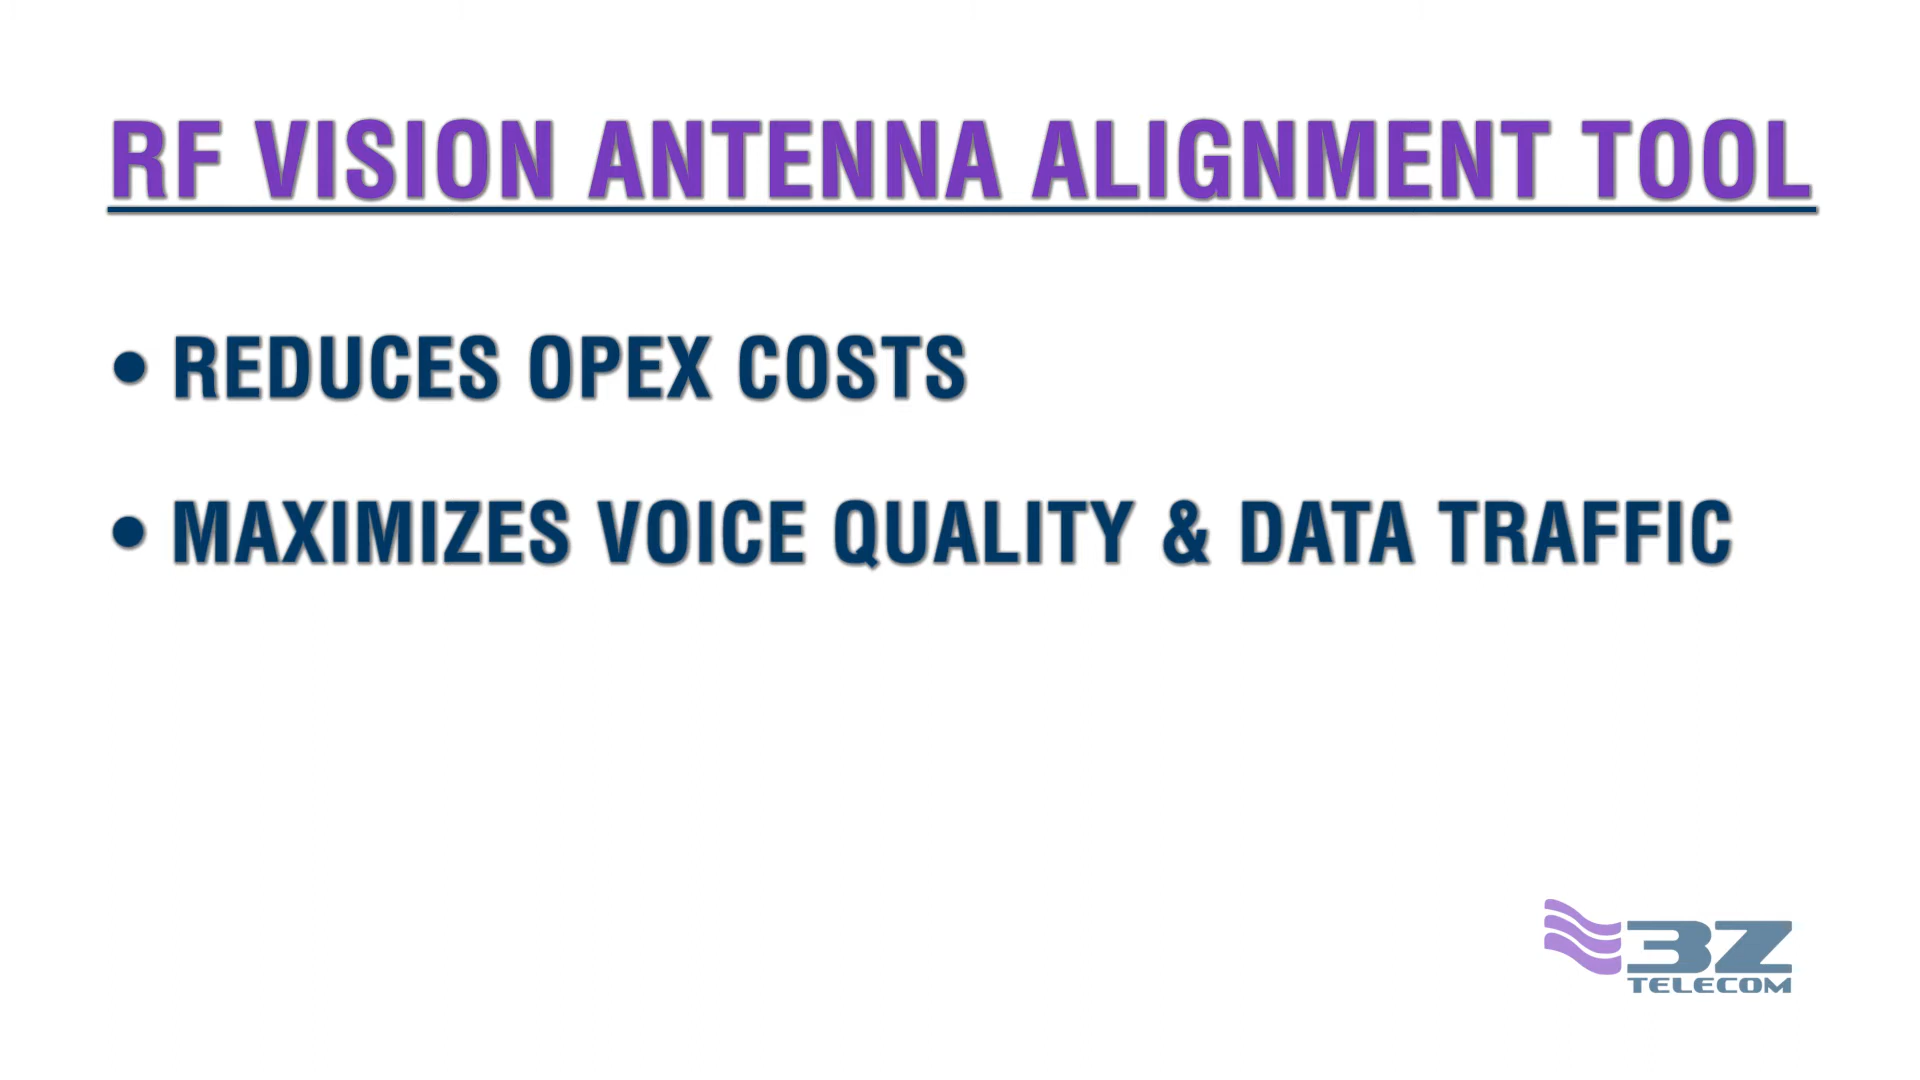 RF VISION ANTENNA ALIGNMENT TOOL
• REDUCES OPEX COSTS
• MAXIMIZES VOICE QUALITY & DATA TRAFFIC
3Z
TELECOM